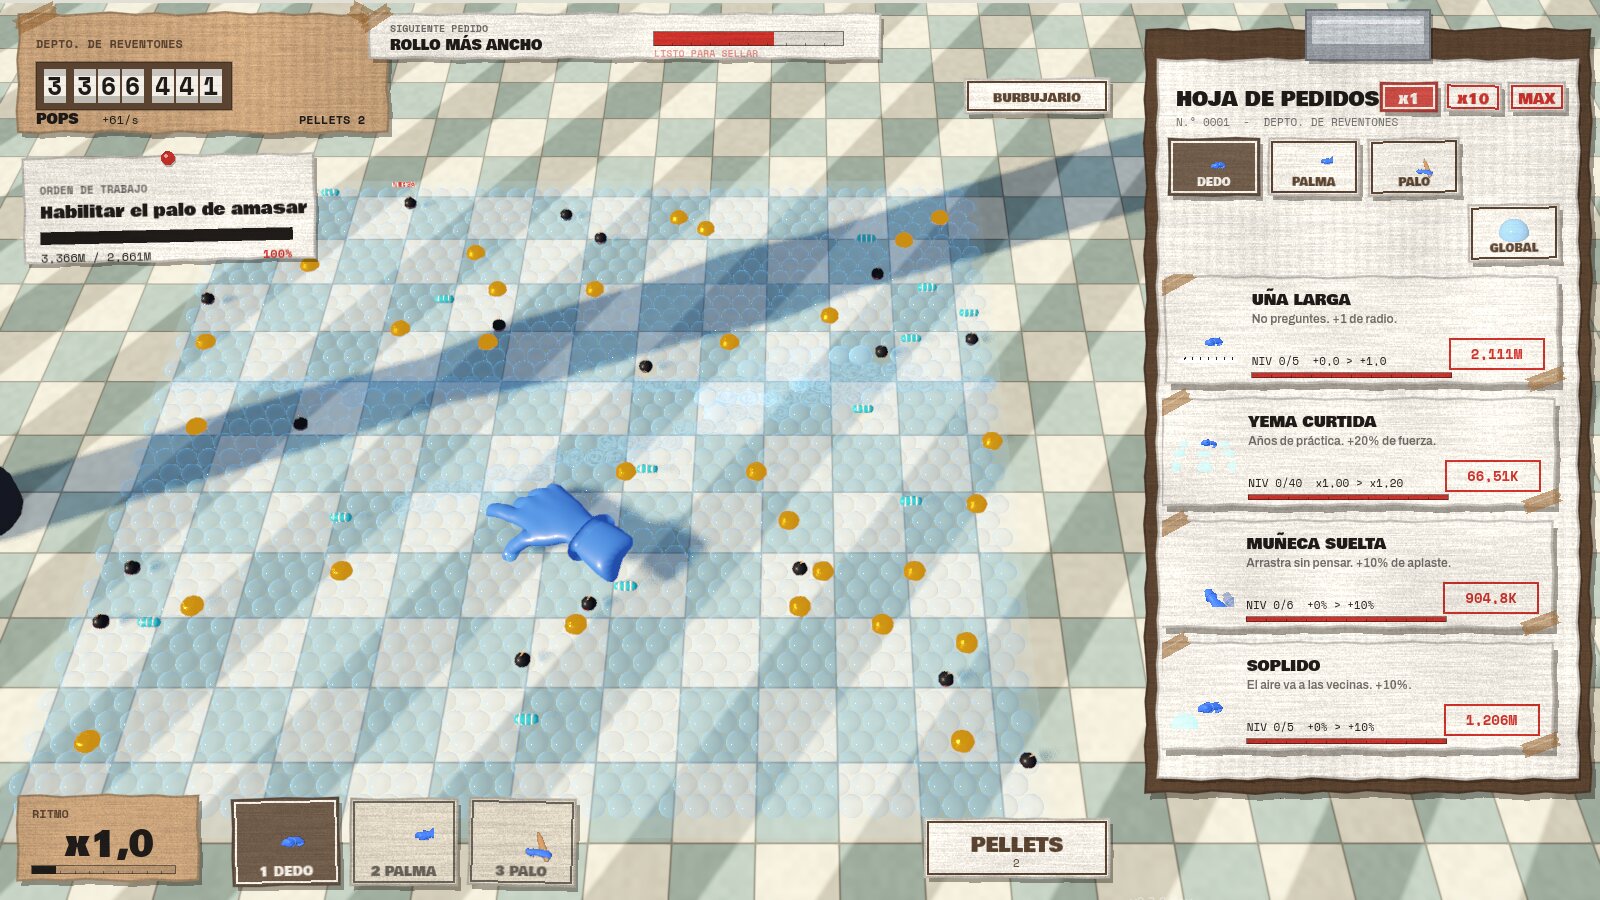 DEPTO. DE REVENTONES
3 366 441
POPS +61/s PELLETS 2
SIGUIENTE PEDIDO
ROLLO MÁS ANCHO
LISTO PARA SELLAR
ORDEN DE TRABAJO
Habilitar el palo de amasar
3,366M / 2,661M 100%
BURBUJARIO
HOJA DE PEDIDOS x1 x10 MAX
N.° 0001 - DEPTO. DE REVENTONES
DEDO PALMA PALO
GLOBAL
UÑA LARGA
No preguntes. +1 de radio.
NIV 0/5 +0,0 > +1,0 2,111M
YEMA CURTIDA
Años de práctica. +20% de fuerza.
NIV 0/40 x1,00 > x1,20 66,51K
MUÑECA SUELTA
Arrastra sin pensar. +10% de aplaste.
NIV 0/6 +0% > +10% 904,8K
SOPLIDO
El aire va a las vecinas. +10%.
NIV 0/5 +0% > +10% 1,206M
RITMO
x1,0
1 DEDO 2 PALMA 3 PALO
PELLETS
2